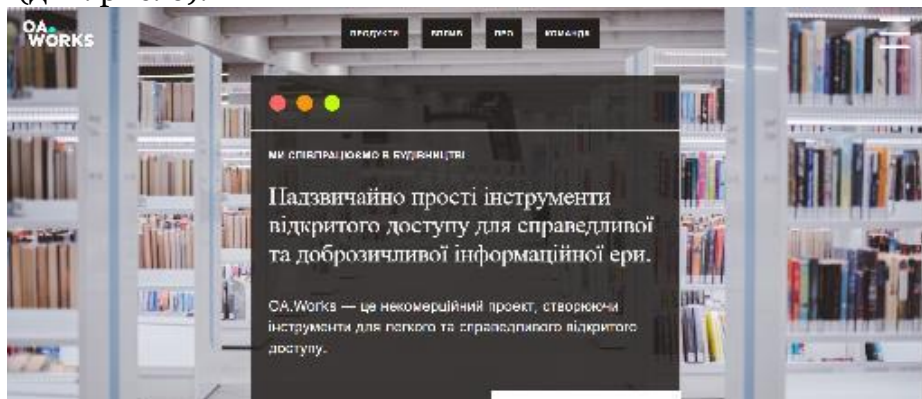 OA.
WORKS
ПРОДУКТИ ВПЛИВ ПРО КОМАНДА
МИ СПІВПРАЦЮЄМО В БУДІВНИЦТВІ
Надзвичайно прості інструменти
відкритого доступу для справедливої
та доброзичливої інформаційної ери.
OA.Works — це некомерційний проект, створюючи
інструменти для легкого та справедливого відкритого
доступу.